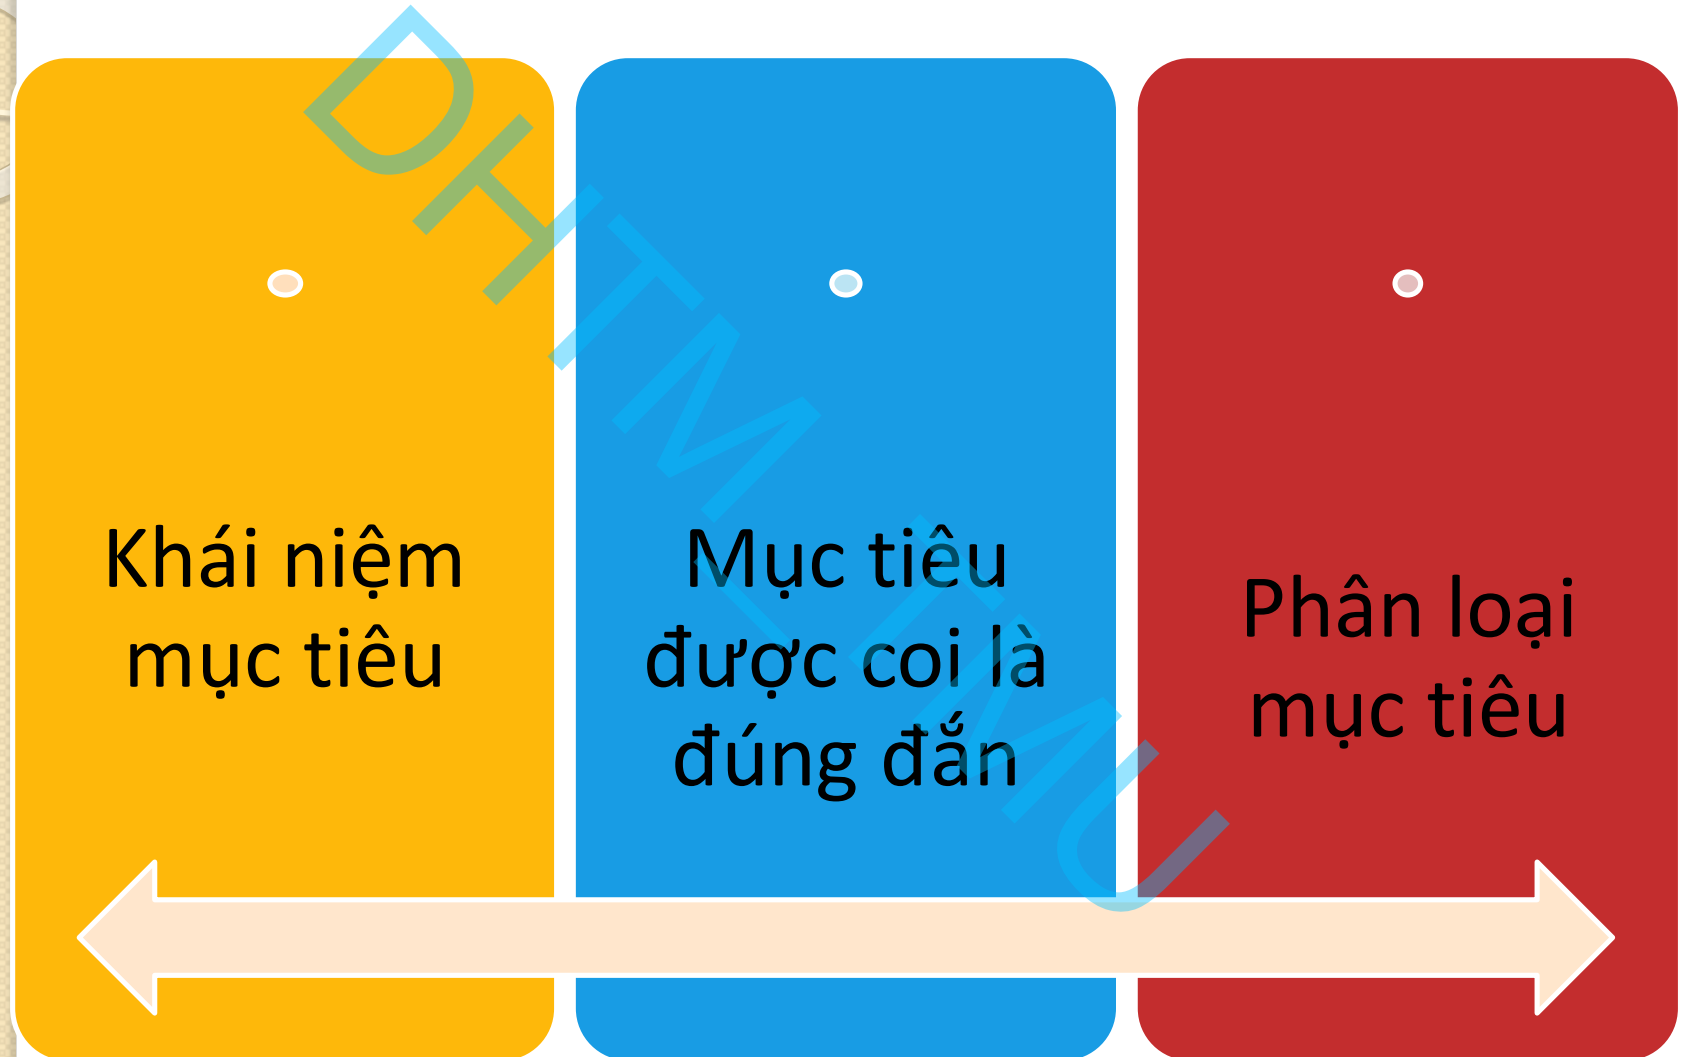 DHTM_TMU
Khái niệm
mục tiêu
Mục tiêu
được coi là
đúng đắn
Phân loại
mục tiêu